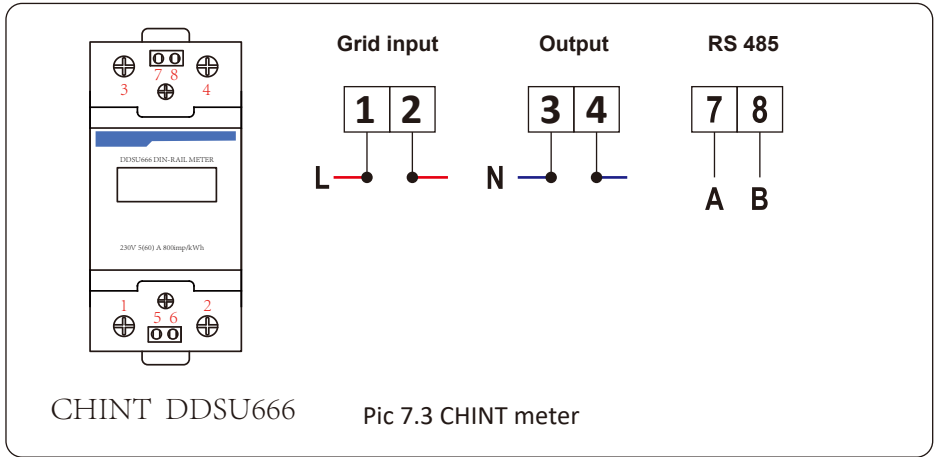 3 7 8 4
DDSU666 DIN-RAIL METER
230V 5(60) A 800imp/kWh
1 5 6 2
CHINT DDSU666
Grid input
1 2
L
Output
3 4
N
RS 485
7 8
A B
Pic 7.3 CHINT meter